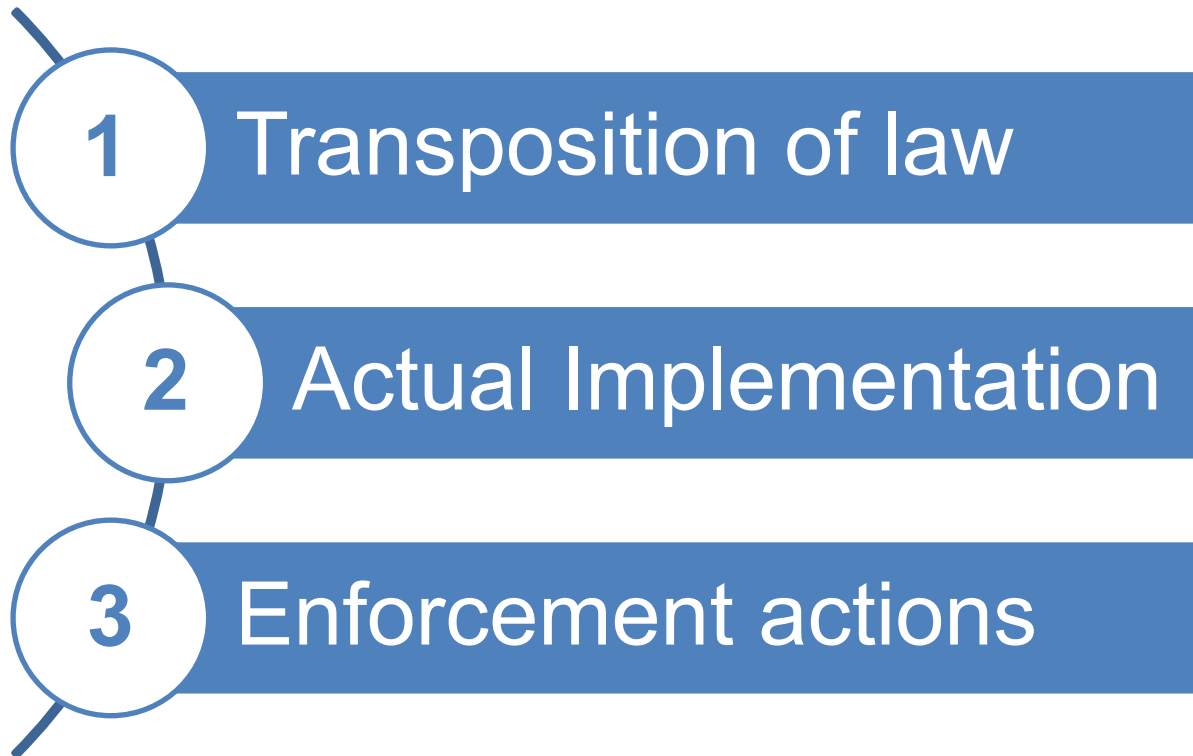 1 Transposition of law
2 Actual Implementation
3 Enforcement actions